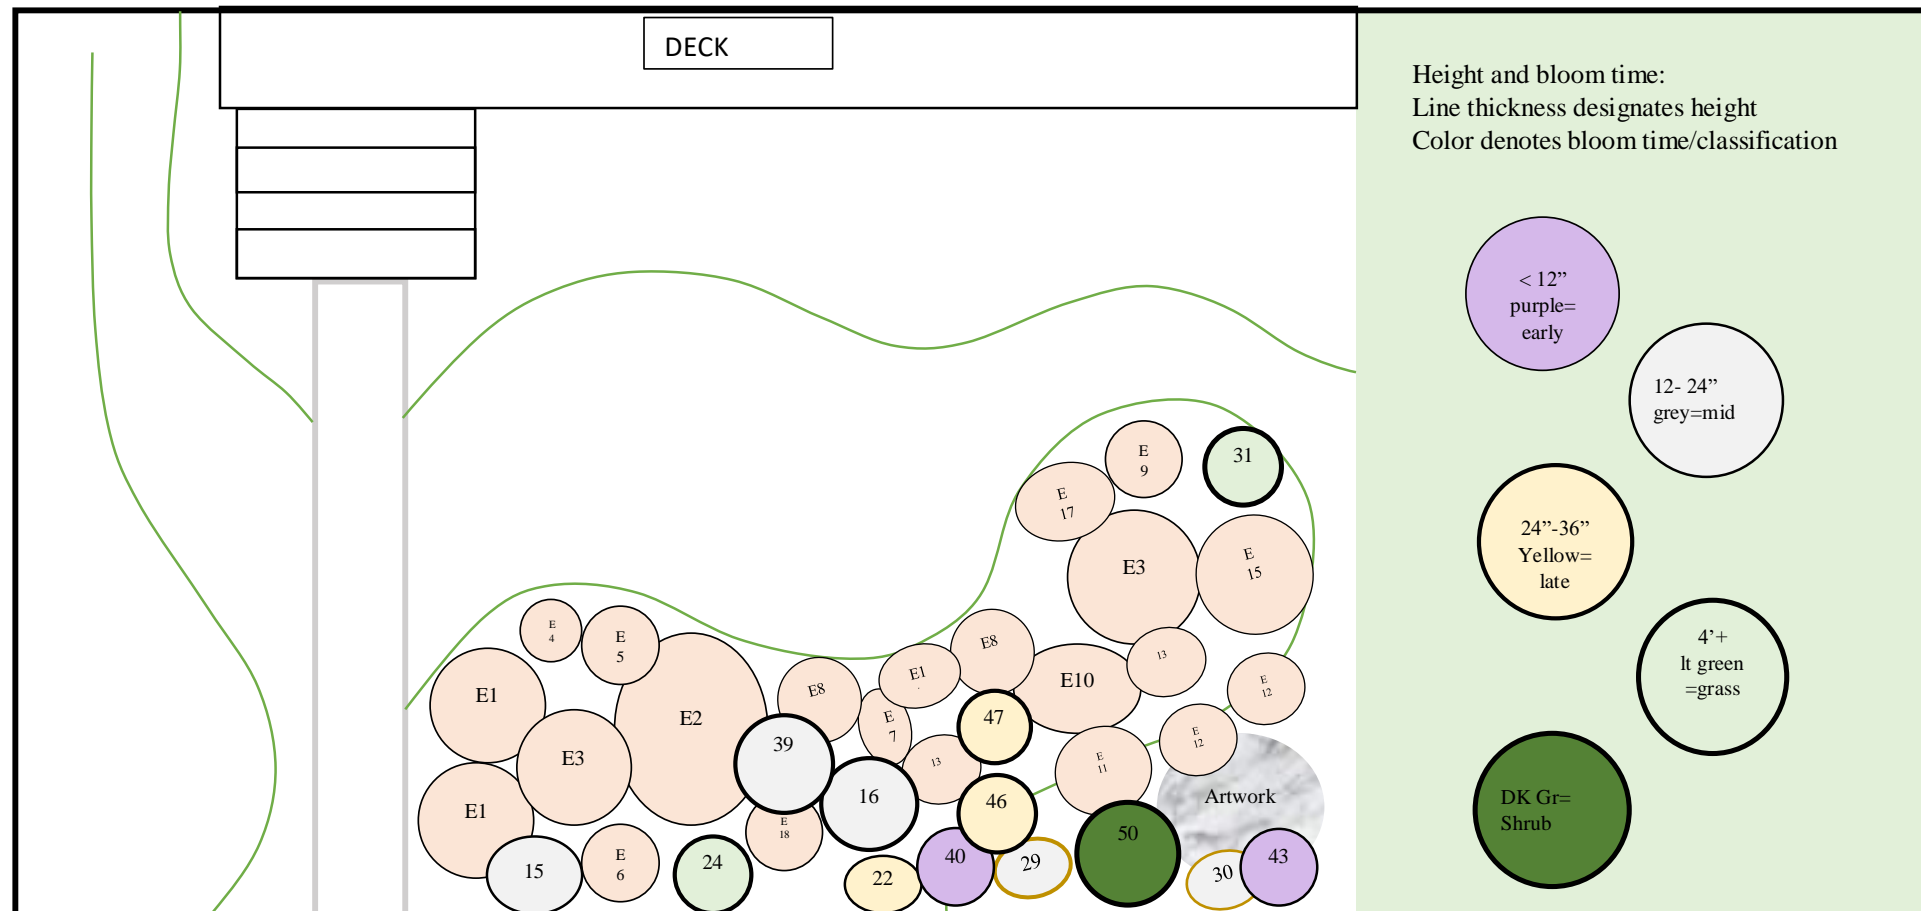 DECK
Height and bloom time:
Line thickness designates height
Color denotes bloom time/classification
< 12”
purple=
early
12- 24”
grey=mid
24”-36”
Yellow=
late
4’+
lt green
=grass
DK Gr=
Shrub
E
9
31
E
17
E3
E
15
E
4
E
5
E8
13
E1
E8
E10
E
12
E1
E2
47
E
7
39
E
12
E3
13
E
11
16
46
Artwork
E1
E
18
50
15
E
6
24
22
40
29
30
43